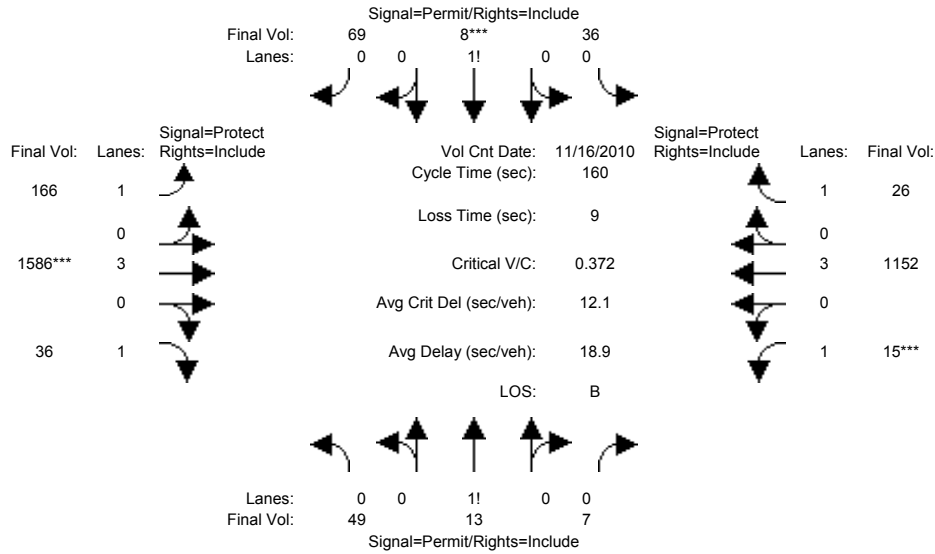 Signal=Permit/Rights=Include
Final Vol: 69 8*** 36
Lanes: 0 0 1! 0 0
Signal=Protect Signal=Protect
Final Vol: Lanes: Rights=Include Vol Cnt Date: 11/16/2010 Rights=Include Lanes: Final Vol:
Cycle Time (sec): 160
166 1 1 26
Loss Time (sec): 9
0 0
1586*** 3 Critical V/C: 0.372 3 1152
0 Avg Crit Del (sec/veh): 12.1 0
36 1 Avg Delay (sec/veh): 18.9 1 15***
LOS: B
Lanes: 0 0 1! 0 0
Final Vol: 49 13 7
Signal=Permit/Rights=Include